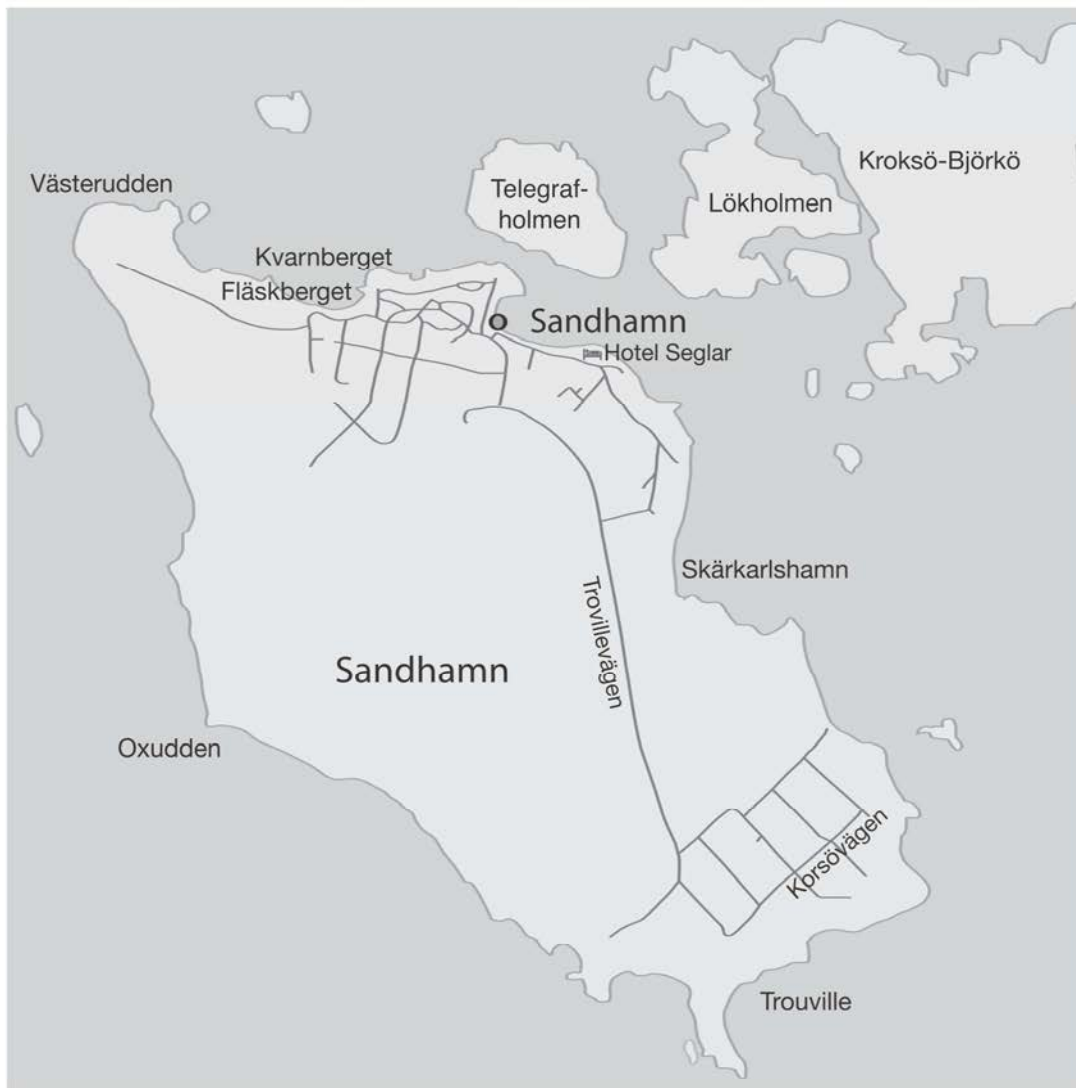 Kroksö-Björkö
Västerudden
Telegraf-
holmen
Lökholmen
Kvarnberget
Fläskberget
Sandhamn
Hotel Seglar
Skärkarlshamn
Trovillevägen
Sandhamn
Oxudden
Korsövägen
Trouville